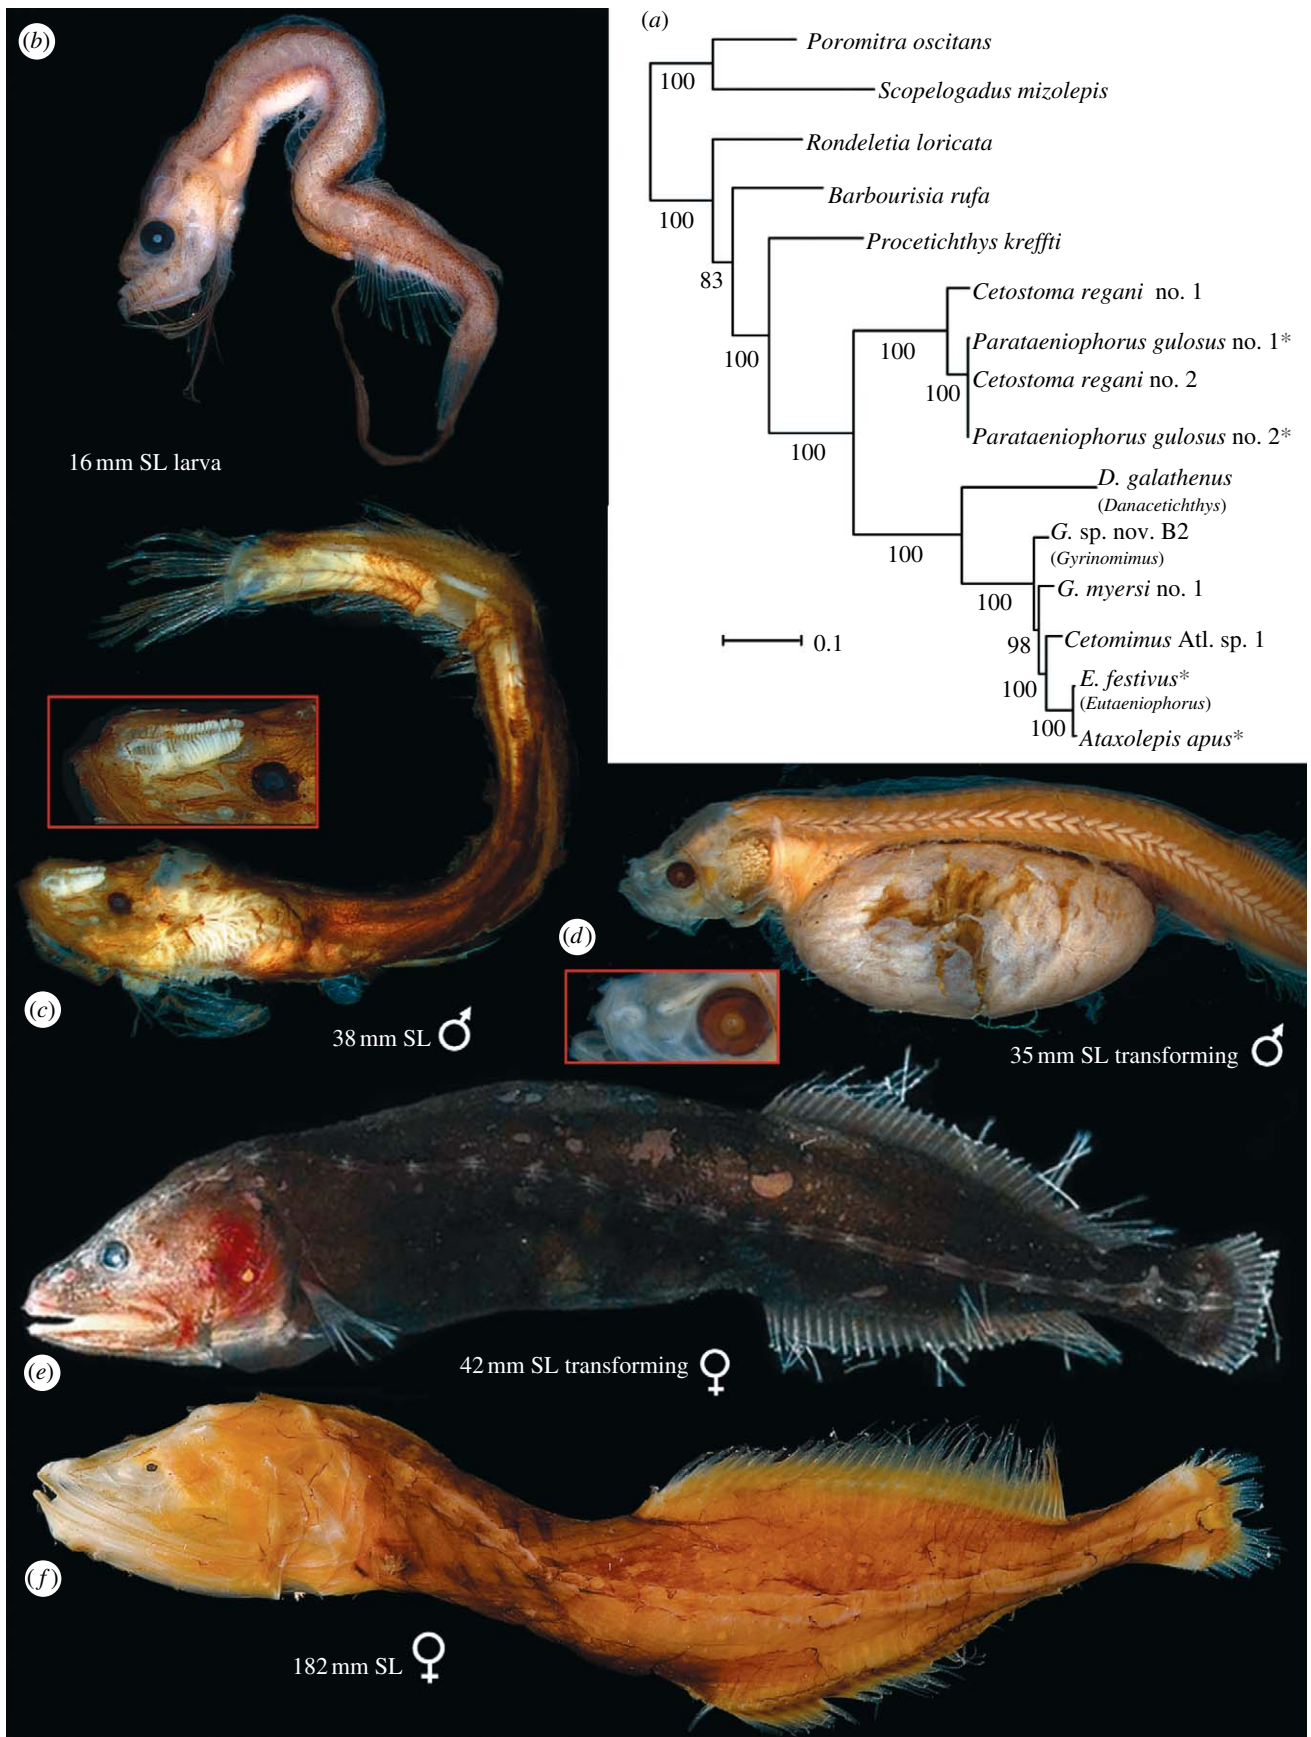 (b)
16 mm SL larva
(a)
Poromitra oscitans
100
Scopelogadus mizolepis
Rondeletia loricata
100
Barbourisia rufa
Procetichthys kreffti
83
Cetostoma regani no. 1
Parataeniophorus gulosus no. 1*
100
100
Cetostoma regani no. 2
100
Parataeniophorus gulosus no. 2*
100
D. galathenus
(Danacetichthys)
G. sp. nov. B2
100
(Gyrinomimus)
G. myersi no. 1
100
0.1
Cetomimus Atl. sp. 1
98
E. festivus*
100
(Eutaeniophorus)
100
Ataxolepis apus*
(c)
38 mm SL ♂
(d)
35 mm SL transforming ♂
(e)
42 mm SL transforming ♀
(f)
182 mm SL ♀